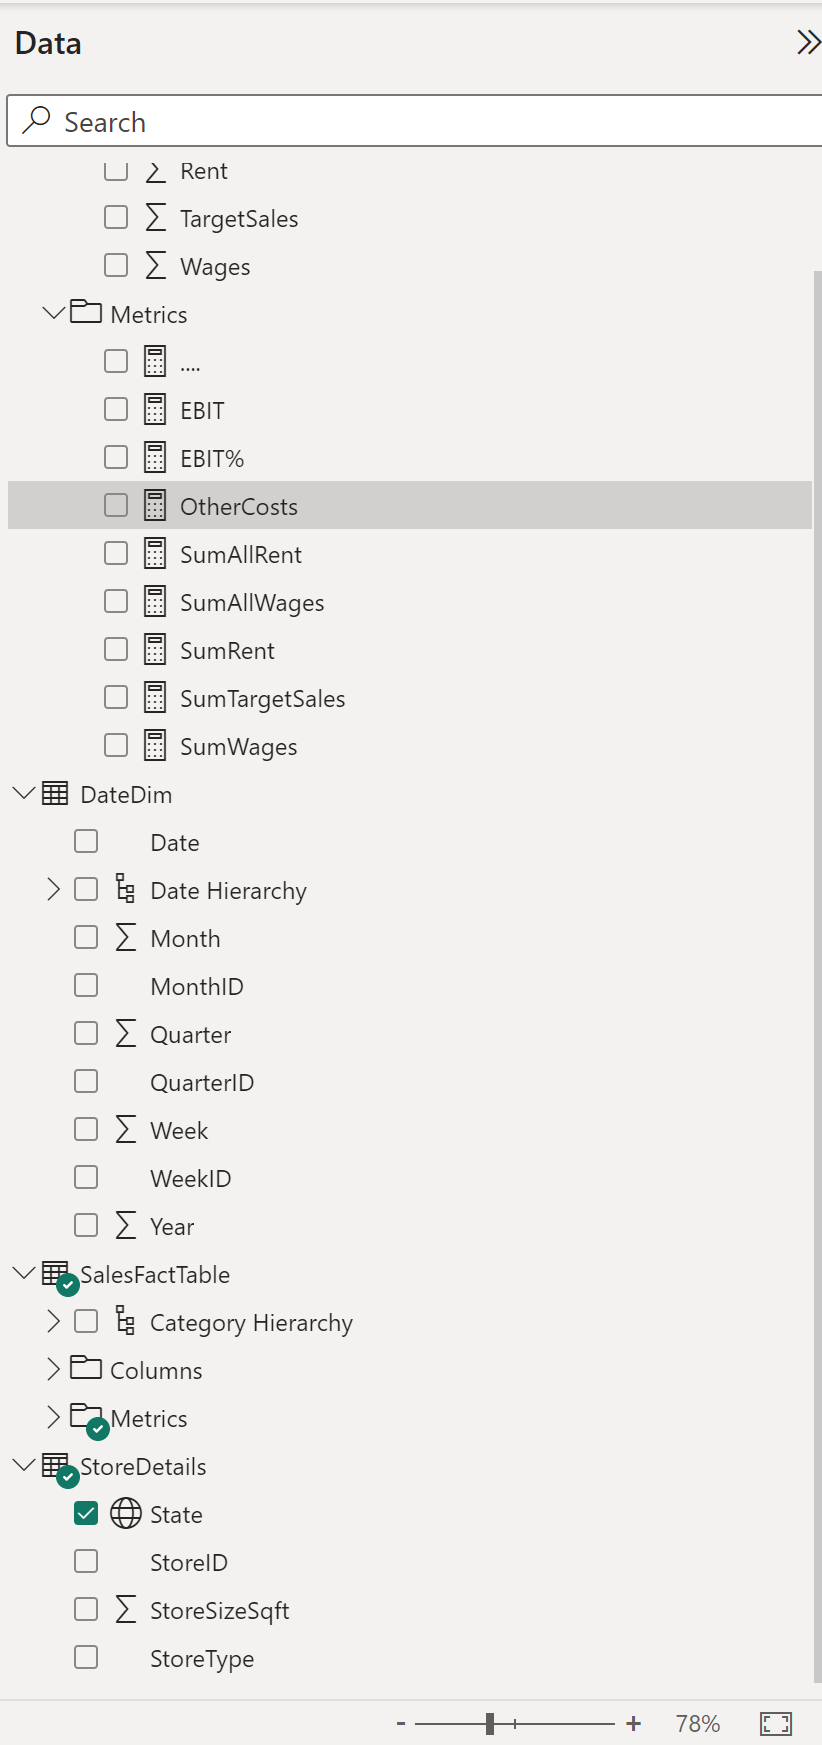 Data
Search
Rent
TargetSales
Wages
Metrics
....
EBIT
EBIT%
OtherCosts
SumAllRent
SumAllWages
SumRent
SumTargetSales
SumWages
DateDim
Date
Date Hierarchy
Month
MonthID
Quarter
QuarterID
Week
WeekID
Year
SalesFactTable
Category Hierarchy
Columns
Metrics
StoreDetails
State
StoreID
StoreSizeSqft
StoreType
- + 78%